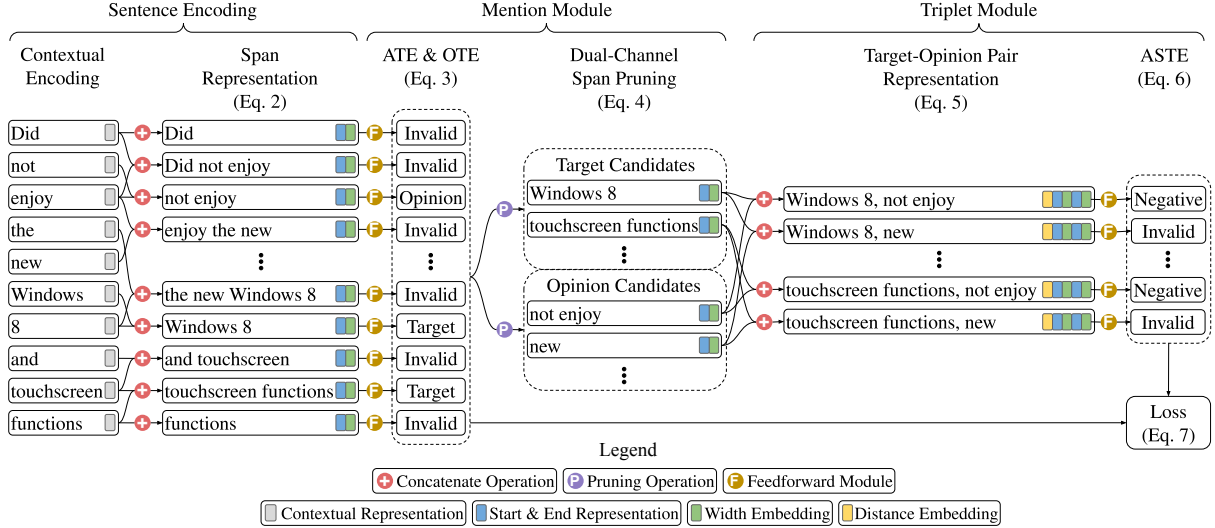 Sentence Encoding
Mention Module
Triplet Module
Contextual
Encoding
Span
Representation
(Eq. 2)
ATE & OTE
(Eq. 3)
Dual-Channel
Span Pruning
(Eq. 4)
Target-Opinion Pair
Representation
(Eq. 5)
ASTE
(Eq. 6)
Did
not
enjoy
the
new
Windows
8
and
touchscreen
functions
Did
Did not enjoy
not enjoy
enjoy the new
the new Windows 8
Windows 8
and touchscreen
touchscreen functions
functions
F
F
F
F
F
F
F
F
F
Invalid
Invalid
Opinion
Invalid
Invalid
Target
Invalid
Target
Invalid
P
P
Target Candidates
Windows 8
touchscreen functions
Opinion Candidates
not enjoy
new
Windows 8, not enjoy
Windows 8, new
touchscreen functions, not enjoy
touchscreen functions, new
F
F
F
F
Negative
Invalid
Negative
Invalid
Loss
(Eq. 7)
Legend
Concatenate Operation
P Pruning Operation
F Feedforward Module
Contextual Representation
Start & End Representation
Width Embedding
Distance Embedding